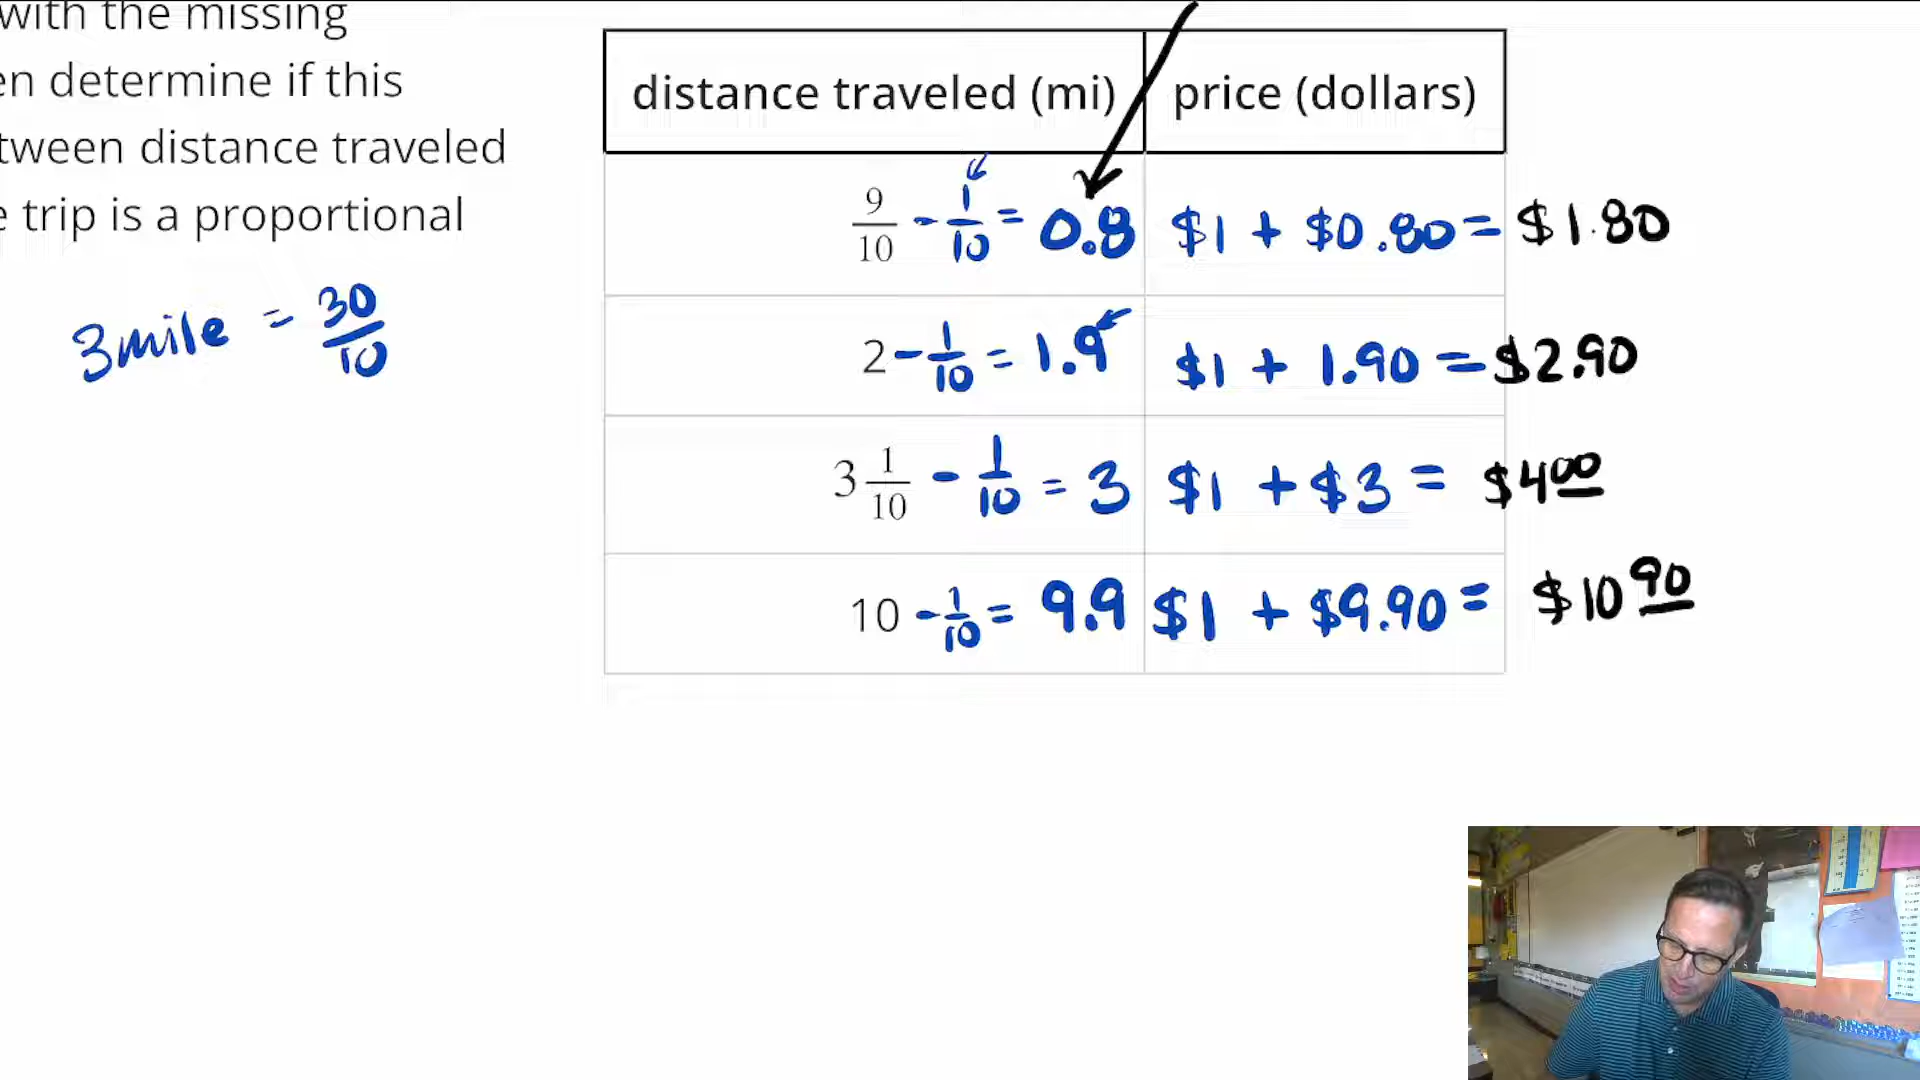 with the missing
en determine if this
tween distance traveled
e trip is a proportional
3mile = 30/10
distance traveled (mi) price (dollars)
9/10 - 1/10 = 0.8 $1 + $0.80 = $1.80
2 - 1/10 = 1.9 $1 + 1.90 = $2.90
3 1/10 - 1/10 = 3 $1 + $3 = $4 00
10 - 1/10 = 9.9 $1 + $9.90 = $10 90